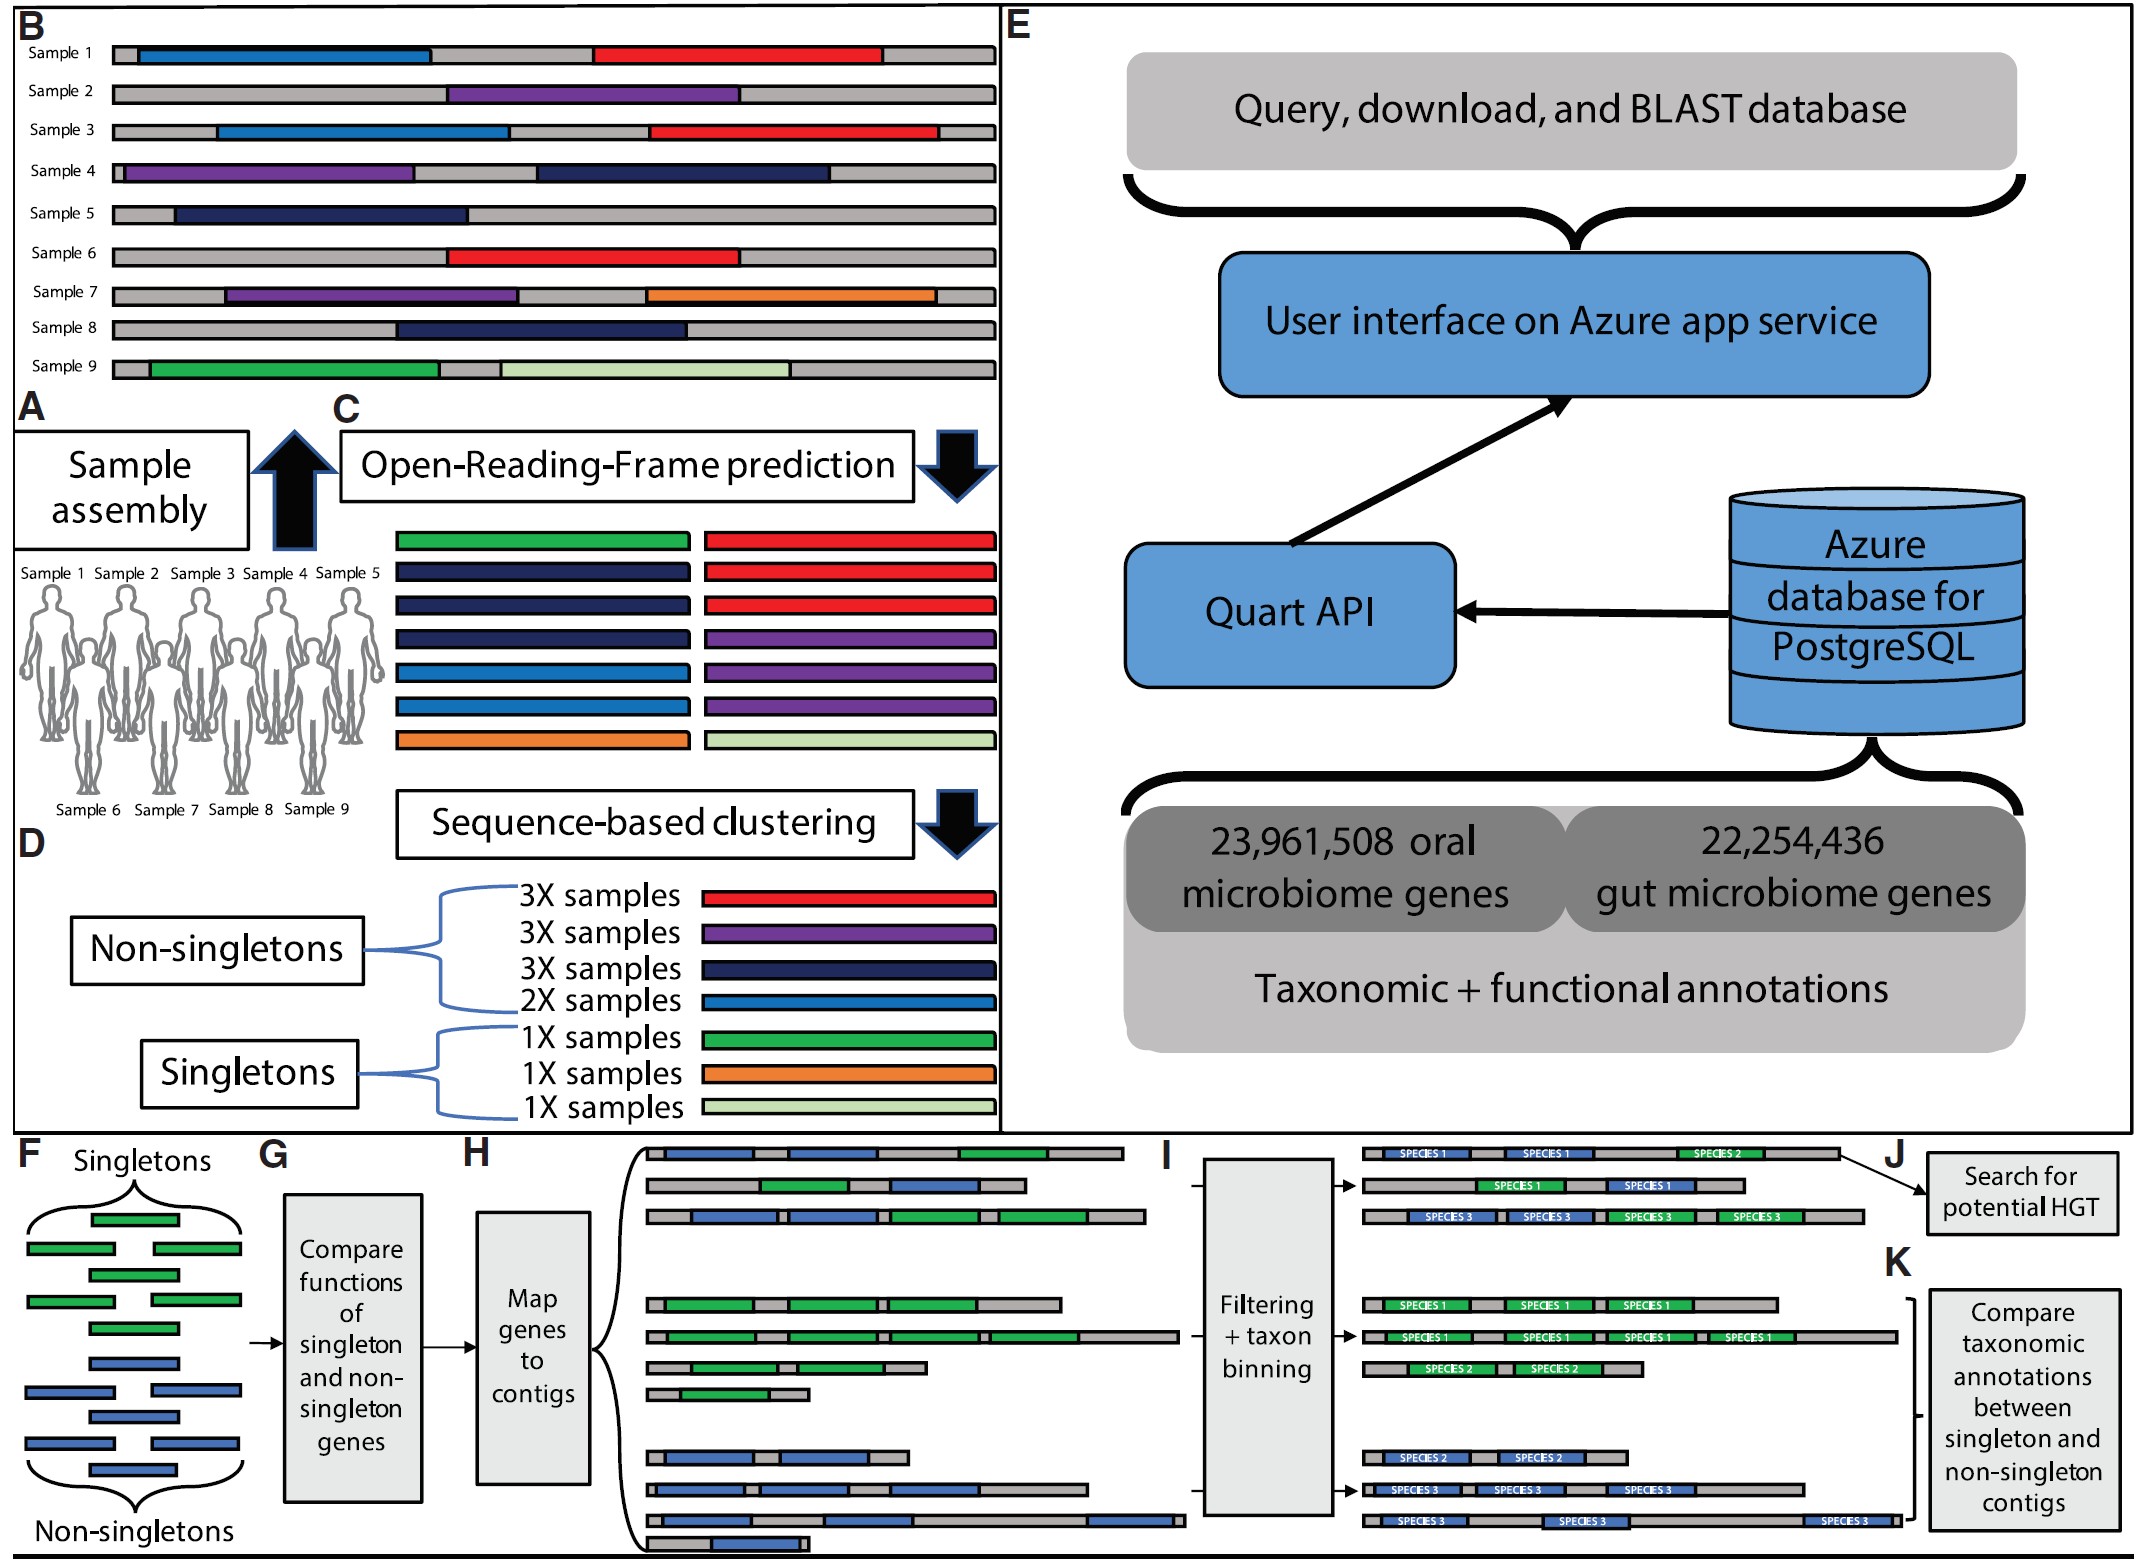 B
Sample 1
Sample 2
Sample 3
Sample 4
Sample 5
Sample 6
Sample 7
Sample 8
Sample 9
A
Sample
assembly
C
Open-Reading-Frame prediction
Sample 1 Sample 2 Sample 3 Sample 4 Sample 5
Sample 6 Sample 7 Sample 8 Sample 9
Sequence-based clustering
D
Non-singletons
3X samples
3X samples
3X samples
2X samples
Singletons
1X samples
1X samples
1X samples
E
Query, download, and BLAST database
User interface on Azure app service
Quart API
Azure
database for
PostgreSQL
23,961,508 oral
microbiome genes
22,254,436
gut microbiome genes
Taxonomic + functional annotations
F
Singletons
Non-singletons
G
Compare
functions
of
singleton
and non-
singleton
genes
H
Map
genes
to
contigs
I
Filtering
+ taxon
binning
SPECIES 1 SPECIES 1 SPECIES 2
SPECIES 1 SPECIES 1
SPECIES 3 SPECIES 3 SPECIES 3 SPECIES 3
SPECIES 1 SPECIES 1 SPECIES 1
SPECIES 1 SPECIES 1 SPECIES 1 SPECIES 1
SPECIES 2 SPECIES 2
SPECIES 2 SPECIES 2
SPECIES 3 SPECIES 3 SPECIES 3
SPECIES 3 SPECIES 3 SPECIES 3
J
Search for
potential HGT
K
Compare
taxonomic
annotations
between
singleton and
non-singleton
contigs